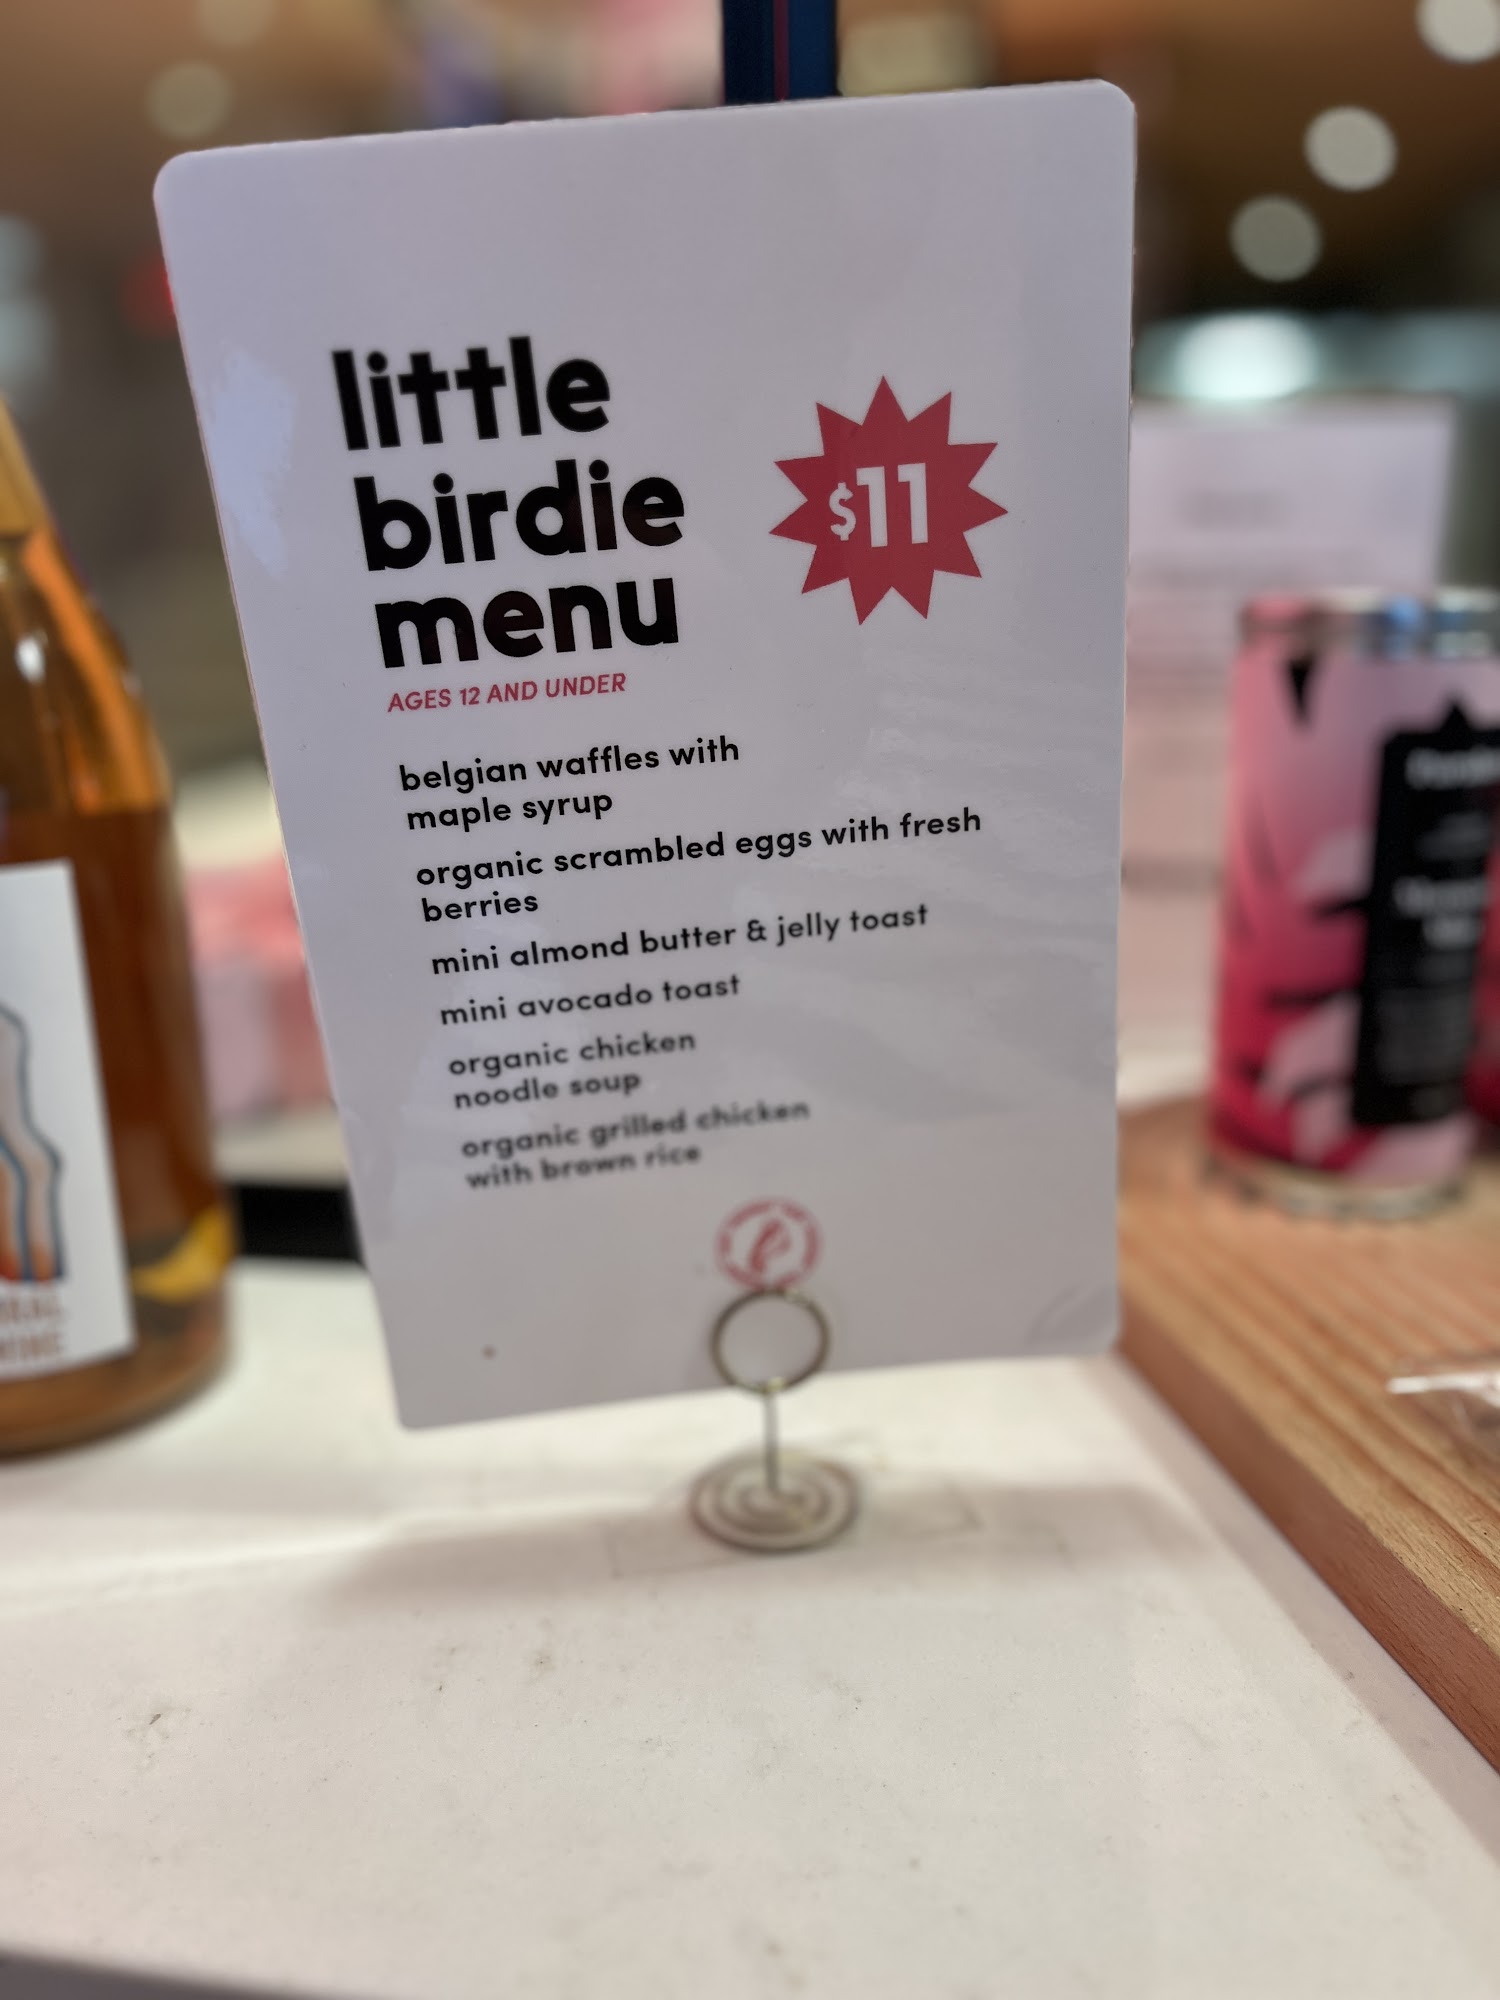 little
birdie
menu
$11
AGES 12 AND UNDER
belgian waffles with
maple syrup
organic scrambled eggs with fresh
berries
mini almond butter & jelly toast
mini avocado toast
organic chicken
noodle soup
organic grilled chicken
with brown rice